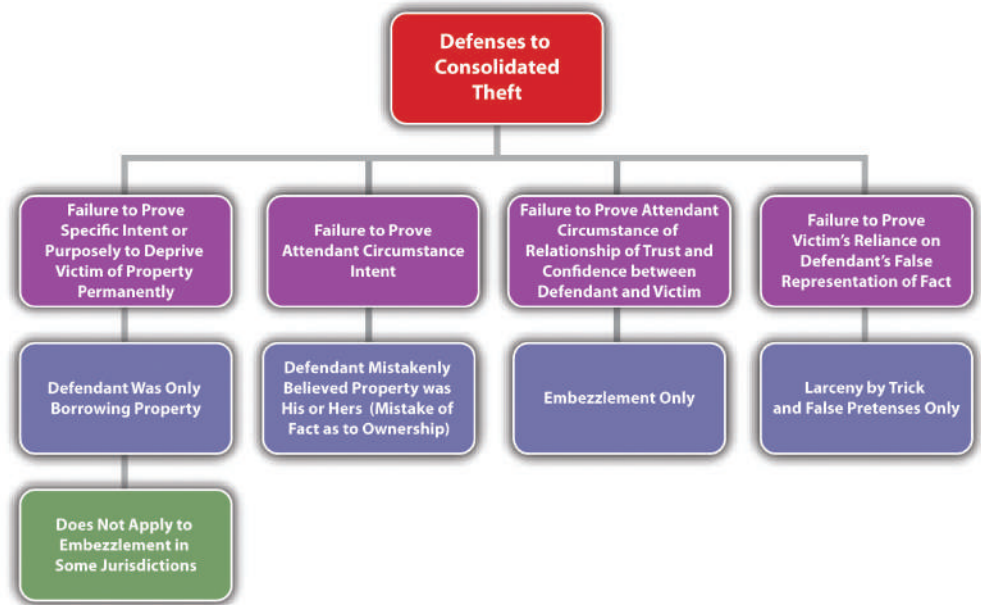 Defenses to
Consolidated
Theft
Failure to Prove
Specific Intent or
Purposely to Deprive
Victim of Property
Permanently
Failure to Prove
Attendant Circumstance
Intent
Failure to Prove Attendant
Circumstance of
Relationship of Trust and
Confidence between
Defendant and Victim
Failure to Prove
Victim's Reliance on
Defendant's False
Representation of Fact
Defendant Was Only
Borrowing Property
Defendant Mistakenly
Believed Property was
His or Hers (Mistake of
Fact as to Ownership)
Embezzlement Only
Larceny by Trick
and False Pretenses Only
Does Not Apply to
Embezzlement in
Some Jurisdictions